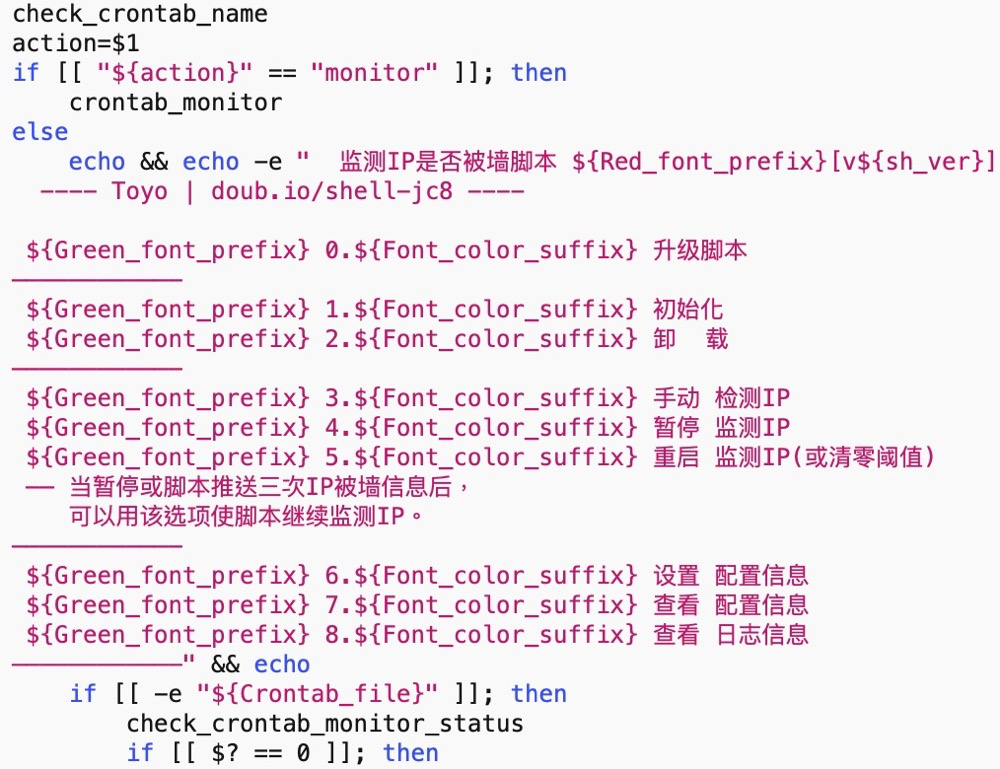 check_crontab_name
action=$1
if [[ "${action}" == "monitor" ]]; then
    crontab_monitor
else
    echo && echo -e "  监测IP是否被墙脚本 ${Red_font_prefix}[v${sh_ver}]
  ---- Toyo | doub.io/shell-jc8 ----

 ${Green_font_prefix} 0.${Font_color_suffix} 升级脚本
————————————
 ${Green_font_prefix} 1.${Font_color_suffix} 初始化
 ${Green_font_prefix} 2.${Font_color_suffix} 卸  载
————————————
 ${Green_font_prefix} 3.${Font_color_suffix} 手动 检测IP
 ${Green_font_prefix} 4.${Font_color_suffix} 暂停 监测IP
 ${Green_font_prefix} 5.${Font_color_suffix} 重启 监测IP(或清零阈值)
 —— 当暂停或脚本推送三次IP被墙信息后，
    可以用该选项使脚本继续监测IP。
————————————
 ${Green_font_prefix} 6.${Font_color_suffix} 设置 配置信息
 ${Green_font_prefix} 7.${Font_color_suffix} 查看 配置信息
 ${Green_font_prefix} 8.${Font_color_suffix} 查看 日志信息
————————————" && echo
    if [[ -e "${Crontab_file}" ]]; then
        check_crontab_monitor_status
        if [[ $? == 0 ]]; then